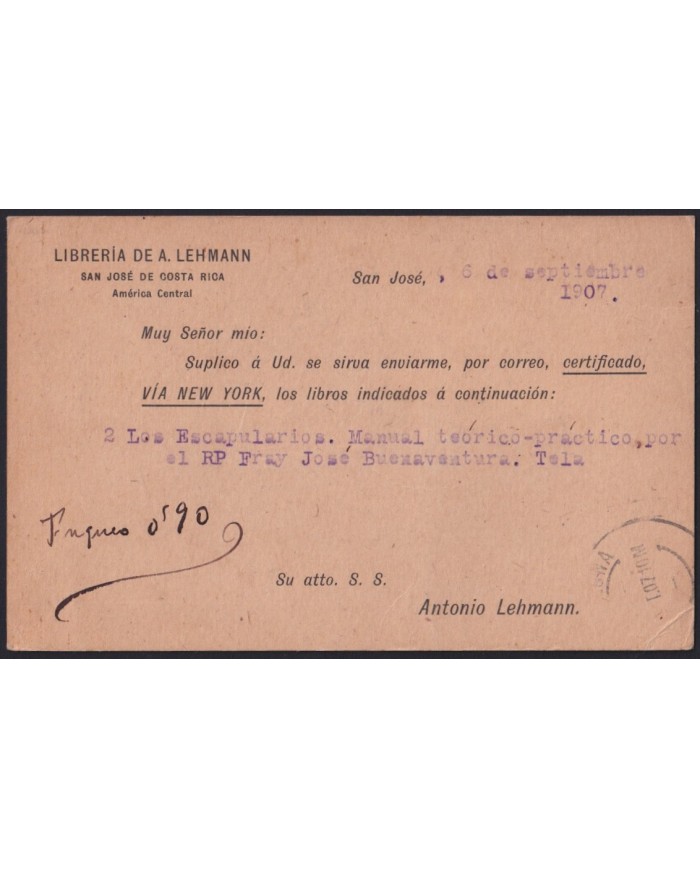 LIBRERÍA DE A. LEHMANN
SAN JOSÉ DE COSTA RICA
América Central
San José, , 6 de septiembre
1907.
Muy Señor mio:
Suplico á Ud. se sirva enviarme, por correo, certificado,
VÍA NEW YORK, los libros indicados á continuación:
2 Los Escapularios. Manual teórico-práctico, por
el RP Fray José Buenaventura. Tela
0'90
Su atto. S. S.
Antonio Lehmann.